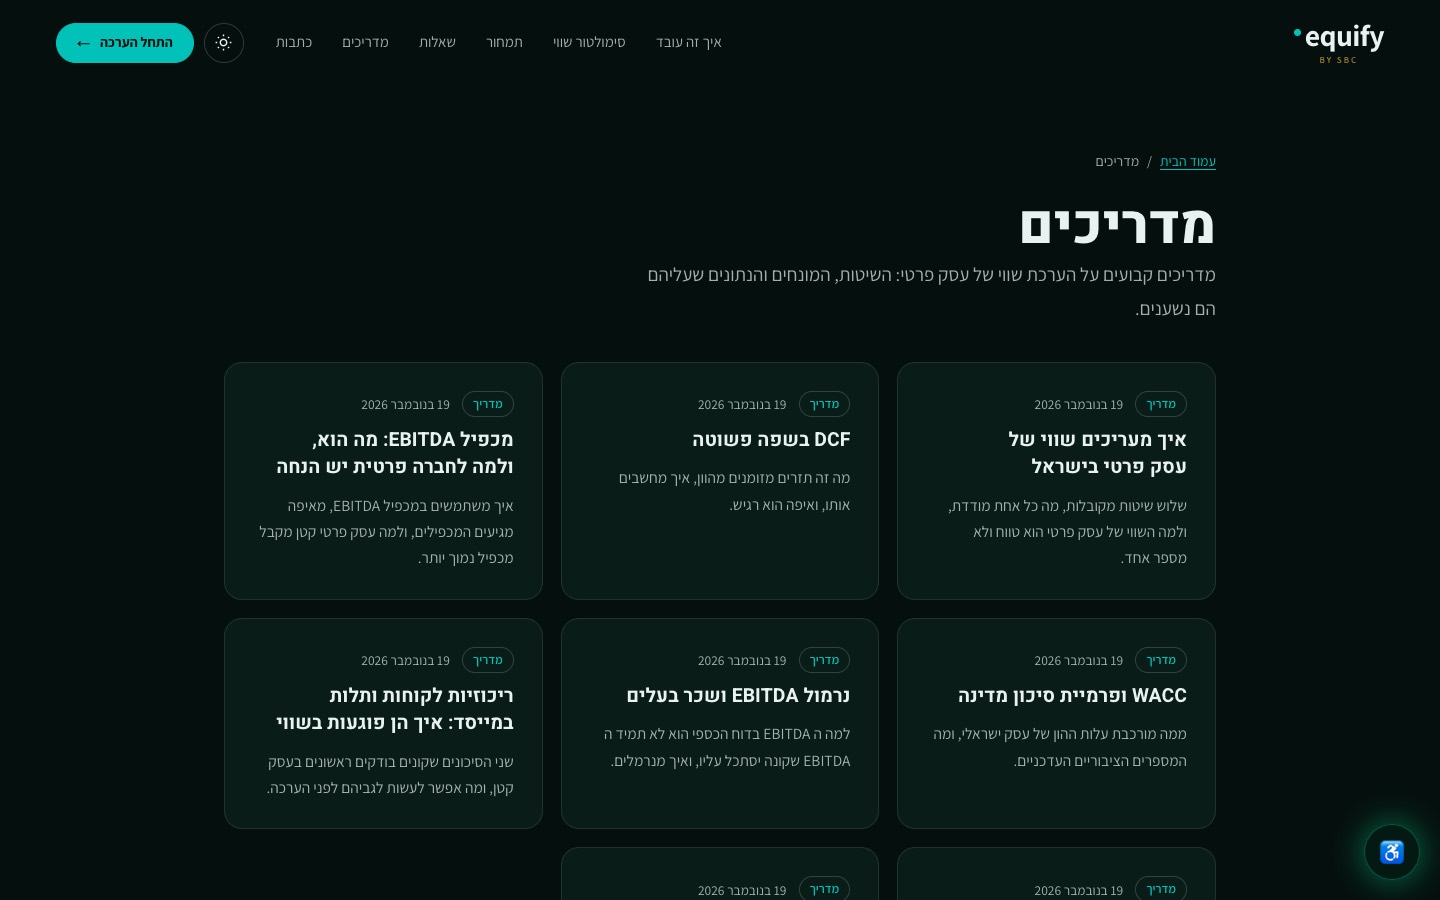 equify
BY SBC
איך זה עובד
סימולטור שווי
תמחור
שאלות
מדריכים
כתבות
התחל הערכה ←
עמוד הבית / מדריכים
מדריכים
מדריכים קבועים על הערכת שווי של עסק פרטי: השיטות, המונחים והנתונים שעליהם
הם נשענים.
מדריך 19 בנובמבר 2026
איך מעריכים שווי של
עסק פרטי בישראל
שלוש שיטות מקובלות, מה כל אחת מודדת,
ולמה השווי של עסק פרטי הוא טווח ולא
מספר אחד.
מדריך 19 בנובמבר 2026
DCF בשפה פשוטה
מה זה תזרים מזומנים מהוון, איך מחשבים
אותו, ואיפה הוא רגיש.
מדריך 19 בנובמבר 2026
מכפיל EBITDA: מה הוא,
ולמה לחברה פרטית יש הנחה
איך משתמשים במכפיל EBITDA, מאיפה
מגיעים המכפילים, ולמה עסק פרטי קטן מקבל
מכפיל נמוך יותר.
מדריך 19 בנובמבר 2026
WACC ופרמיית סיכון מדינה
ממה מורכבת עלות ההון של עסק ישראלי, ומה
המספרים הציבוריים העדכניים.
מדריך 19 בנובמבר 2026
נרמול EBITDA ושכר בעלים
למה ה EBITDA בדוח הכספי הוא לא תמיד ה
EBITDA שקונה יסתכל עליו, ואיך מנרמלים.
מדריך 19 בנובמבר 2026
ריכוזיות לקוחות ותלות
במייסד: איך הן פוגעות בשווי
שני הסיכונים שקונים בודקים ראשונים בעסק
קטן, ומה אפשר לעשות לגביהם לפני הערכה.
מדריך 19 בנובמבר 2026
מדריך 19 בנובמבר 2026